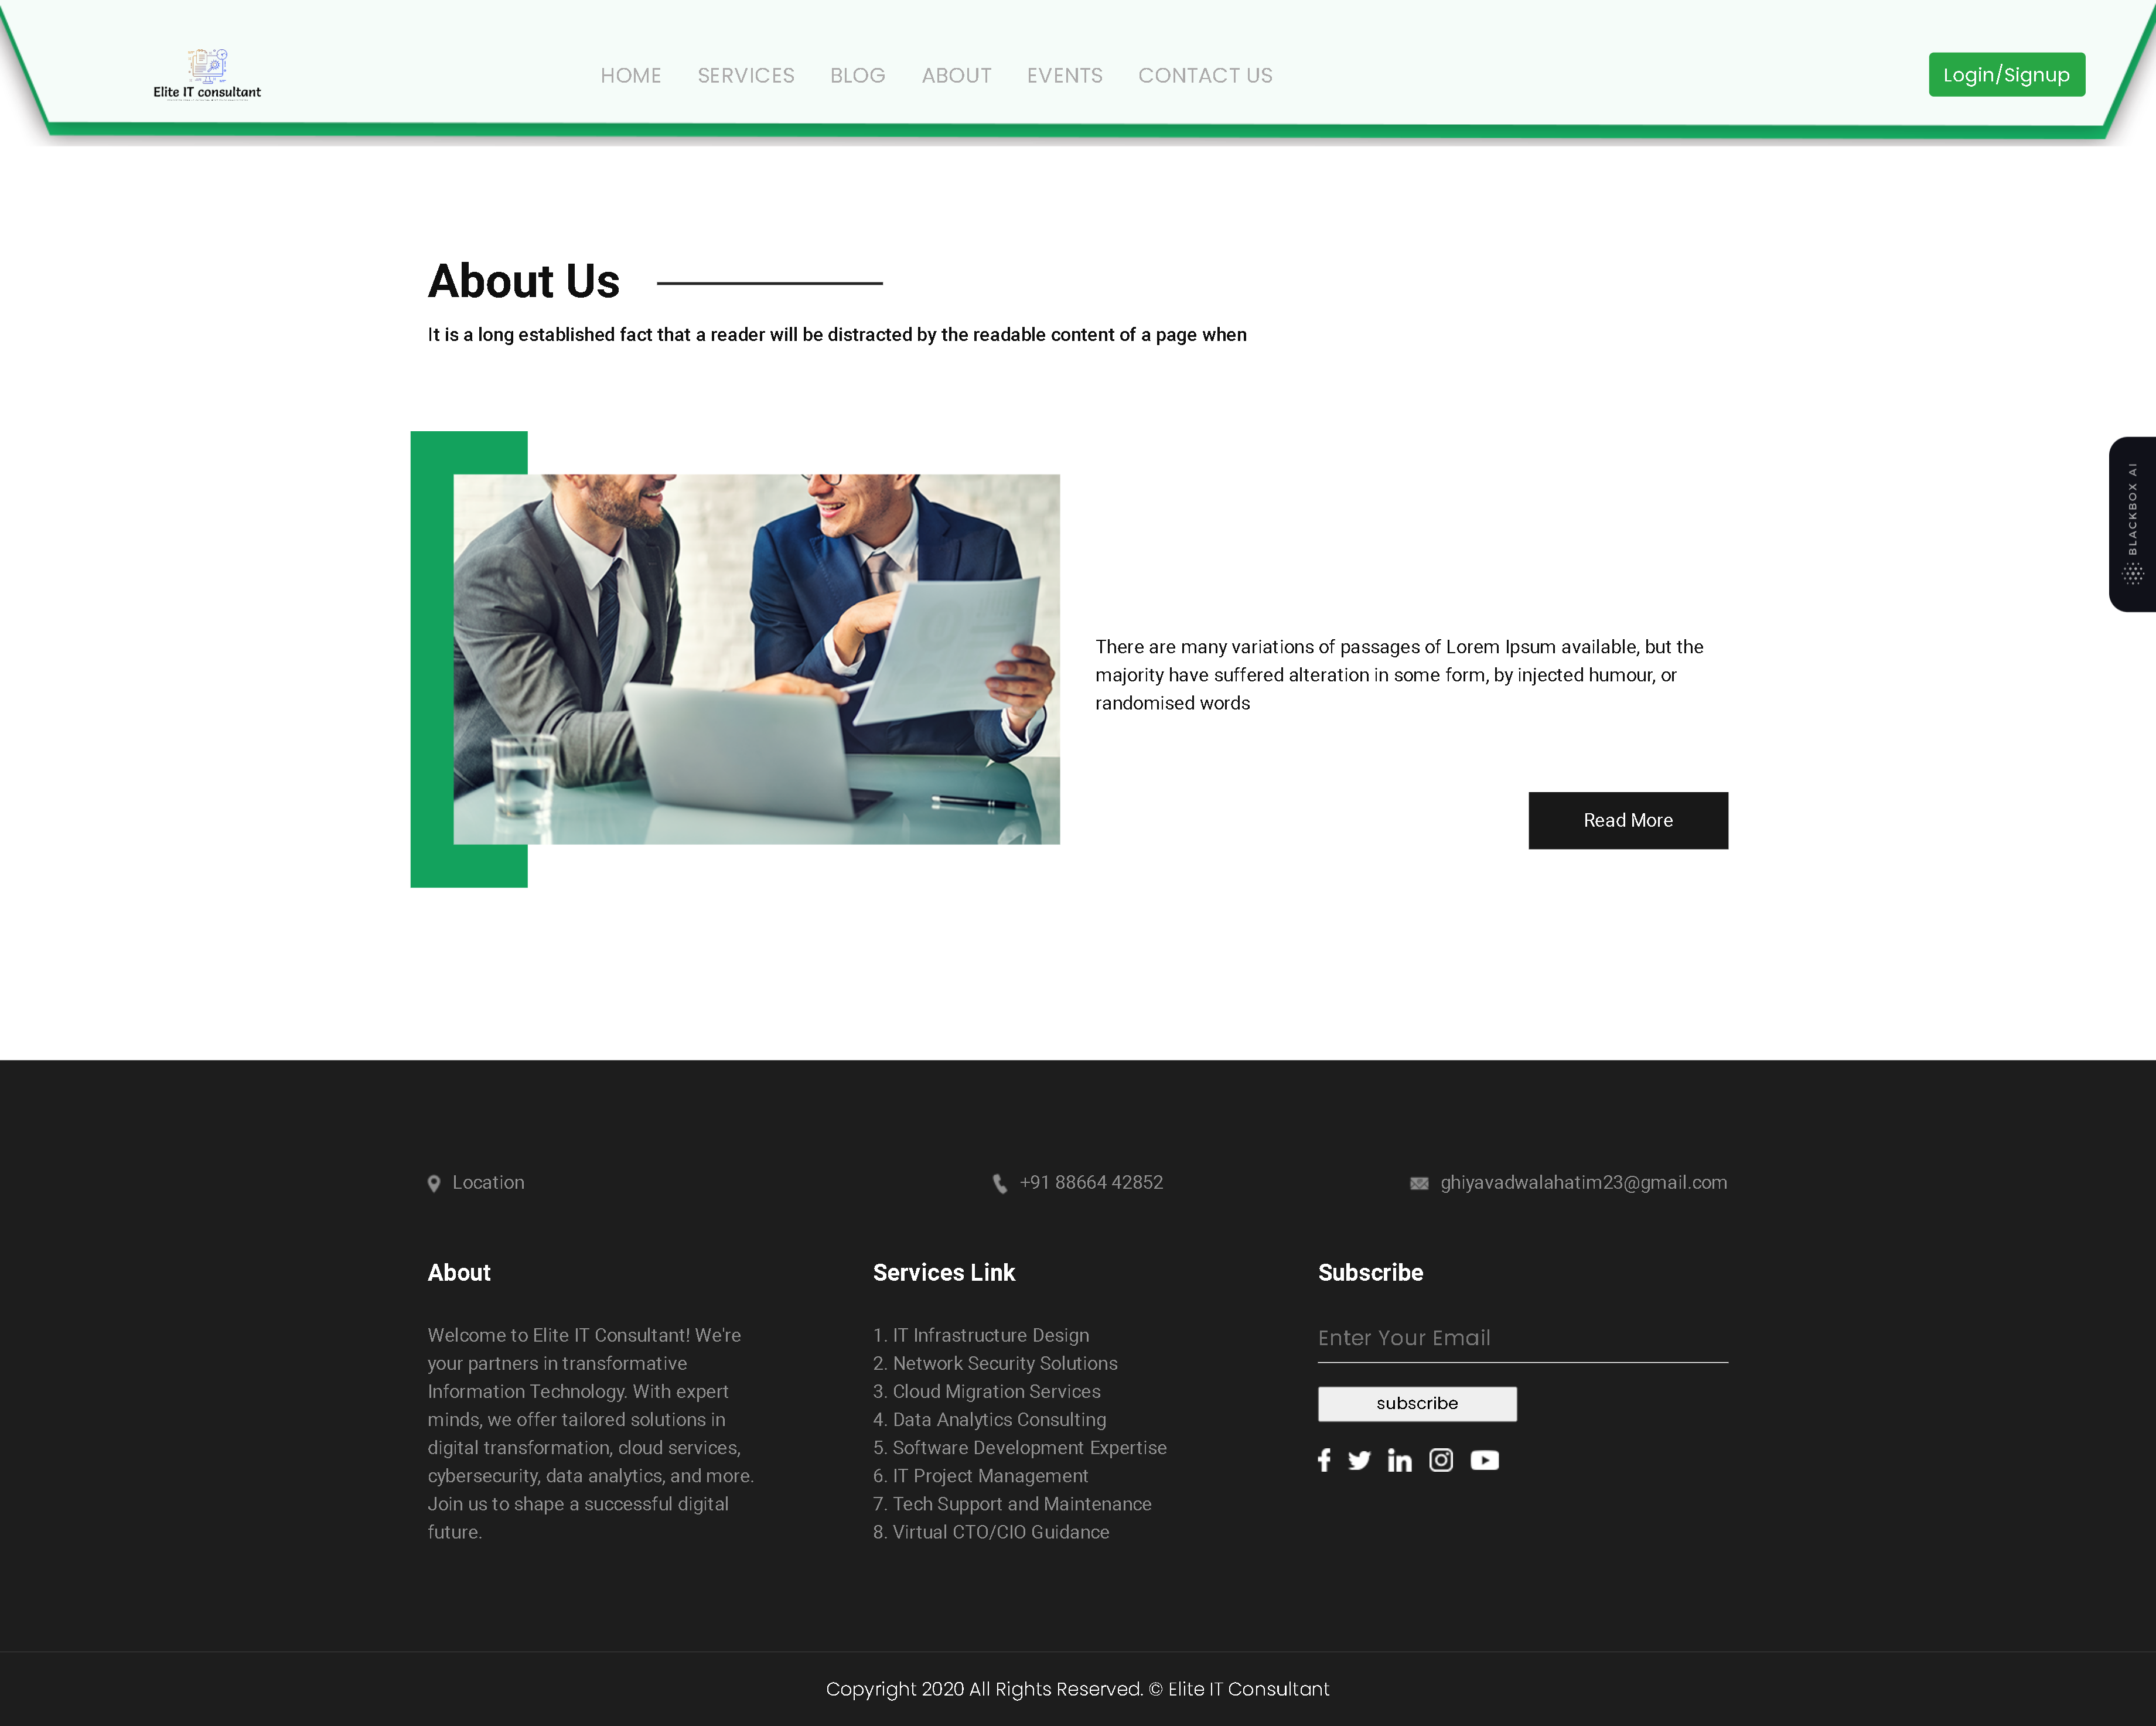 Elite IT consultant
HOME SERVICES BLOG ABOUT EVENTS CONTACT US
Login/Signup
About Us
It is a long established fact that a reader will be distracted by the readable content of a page when
BLACKBOX AI
There are many variations of passages of Lorem Ipsum available, but the
majority have suffered alteration in some form, by injected humour, or
randomised words
Read More
Location
+91 88664 42852
ghiyavadwalahatim23@gmail.com
About
Welcome to Elite IT Consultant! We're
your partners in transformative
Information Technology. With expert
minds, we offer tailored solutions in
digital transformation, cloud services,
cybersecurity, data analytics, and more.
Join us to shape a successful digital
future.
Services Link
1. IT Infrastructure Design
2. Network Security Solutions
3. Cloud Migration Services
4. Data Analytics Consulting
5. Software Development Expertise
6. IT Project Management
7. Tech Support and Maintenance
8. Virtual CTO/CIO Guidance
Subscribe
Enter Your Email
subscribe
Copyright 2020 All Rights Reserved. © Elite IT Consultant